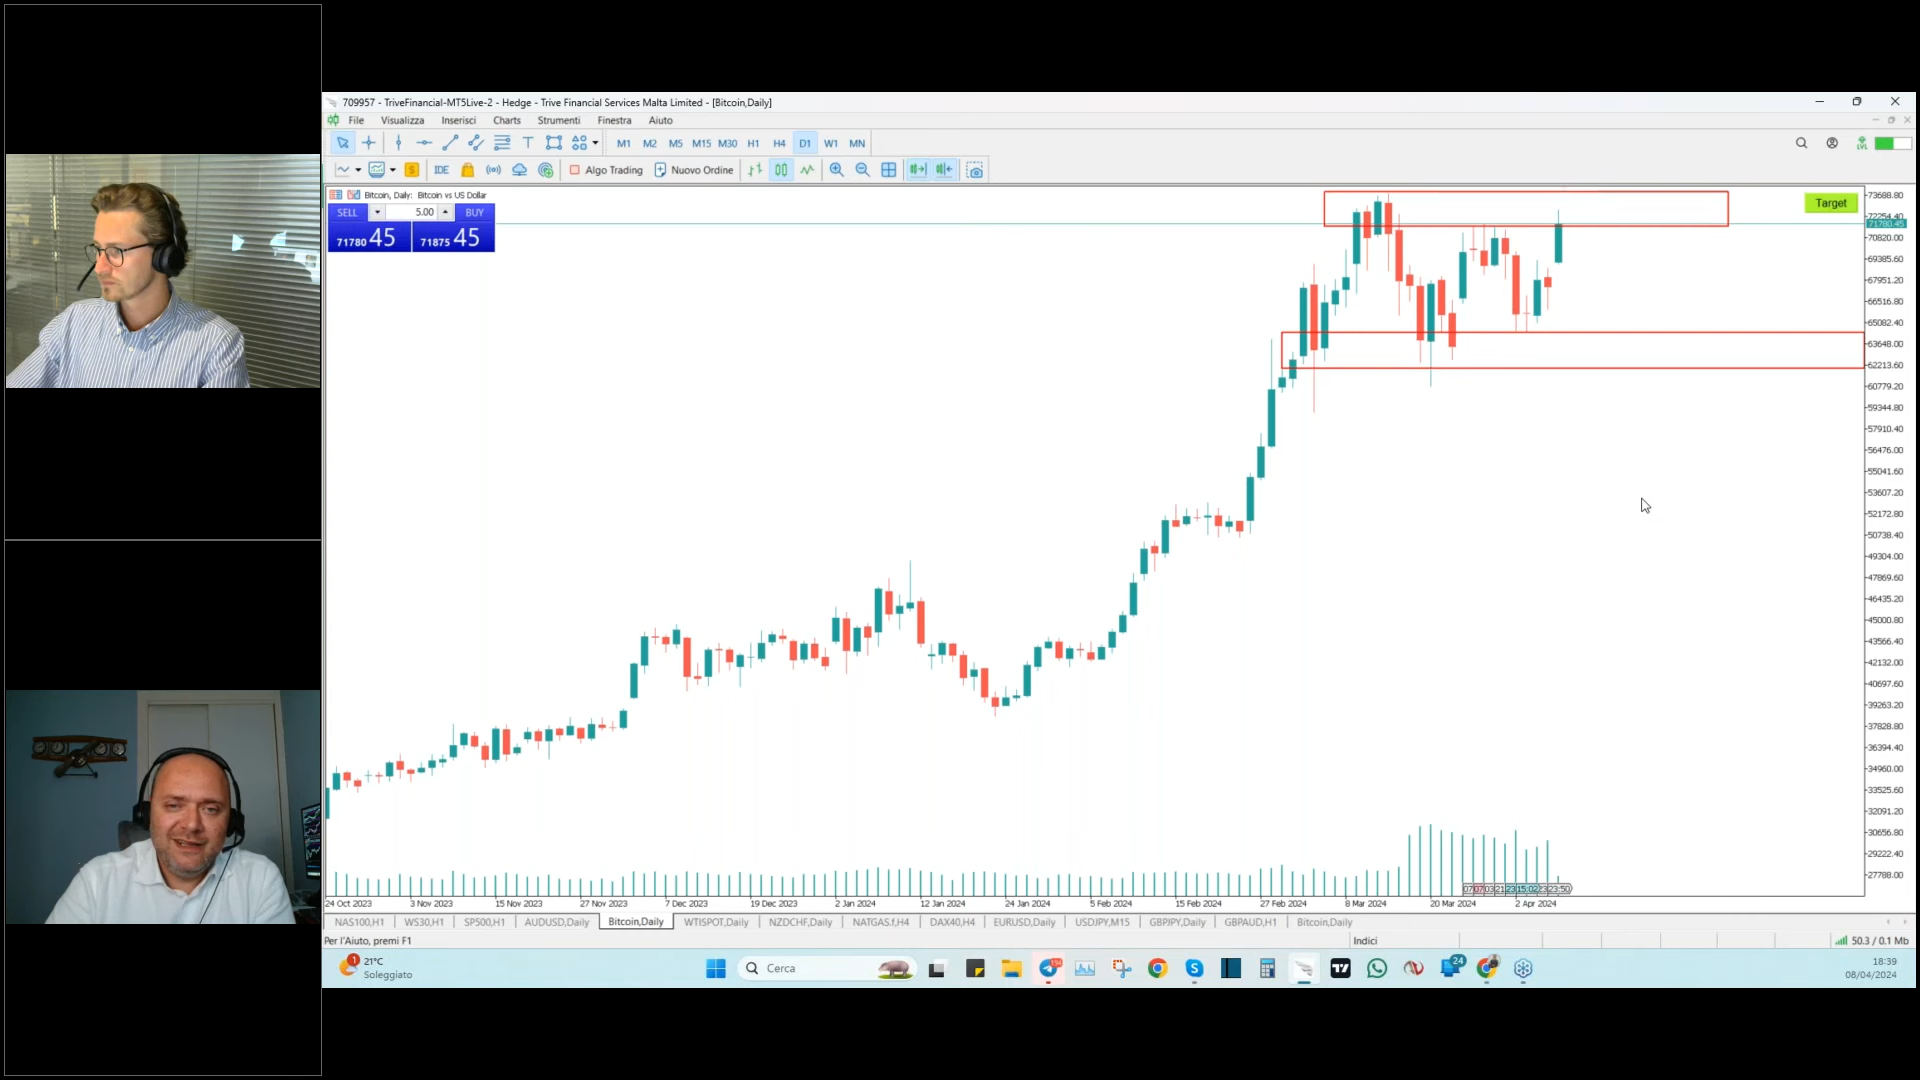 709957 - TriveFinancial-MT5Live-2 - Hedge - Trive Financial Services Malta Limited - [Bitcoin,Daily]
File Visualizza Inserisci Charts Strumenti Finestra Aiuto
M1 M2 M5 M15 M30 H1 H4 D1 W1 MN
IDE Algo Trading Nuovo Ordine
Bitcoin, Daily: Bitcoin vs US Dollar
SELL 5.00 BUY
71780 45 71875 45
Target
73688.80
72254.40
71780.45
70820.00
69385.60
67951.20
66516.80
65082.40
63648.00
62213.60
60779.20
59344.80
57910.40
56476.00
55041.60
53607.20
52172.80
50738.40
49304.00
47869.60
46435.20
45000.80
43566.40
42132.00
40697.60
39263.20
37828.80
36394.40
34960.00
33525.60
32091.20
30656.80
29222.40
27788.00
24 Oct 2023 3 Nov 2023 15 Nov 2023 27 Nov 2023 7 Dec 2023 19 Dec 2023 2 Jan 2024 12 Jan 2024 24 Jan 2024 5 Feb 2024 15 Feb 2024 27 Feb 2024 8 Mar 2024 20 Mar 2024 2 Apr 2024
NAS100,H1 WS30,H1 SP500,H1 AUDUSD,Daily Bitcoin,Daily WTISPOT,Daily NZDCHF,Daily NATGAS.f,H4 DAX40,H4 EURUSD,Daily USDJPY,M15 GBPJPY,Daily GBPAUD,H1 Bitcoin,Daily
Per l'Aiuto, premi F1 Indici 50.3 / 0.1 Mb
1 21°C
Soleggiato
Cerca
24
18:39
08/04/2024